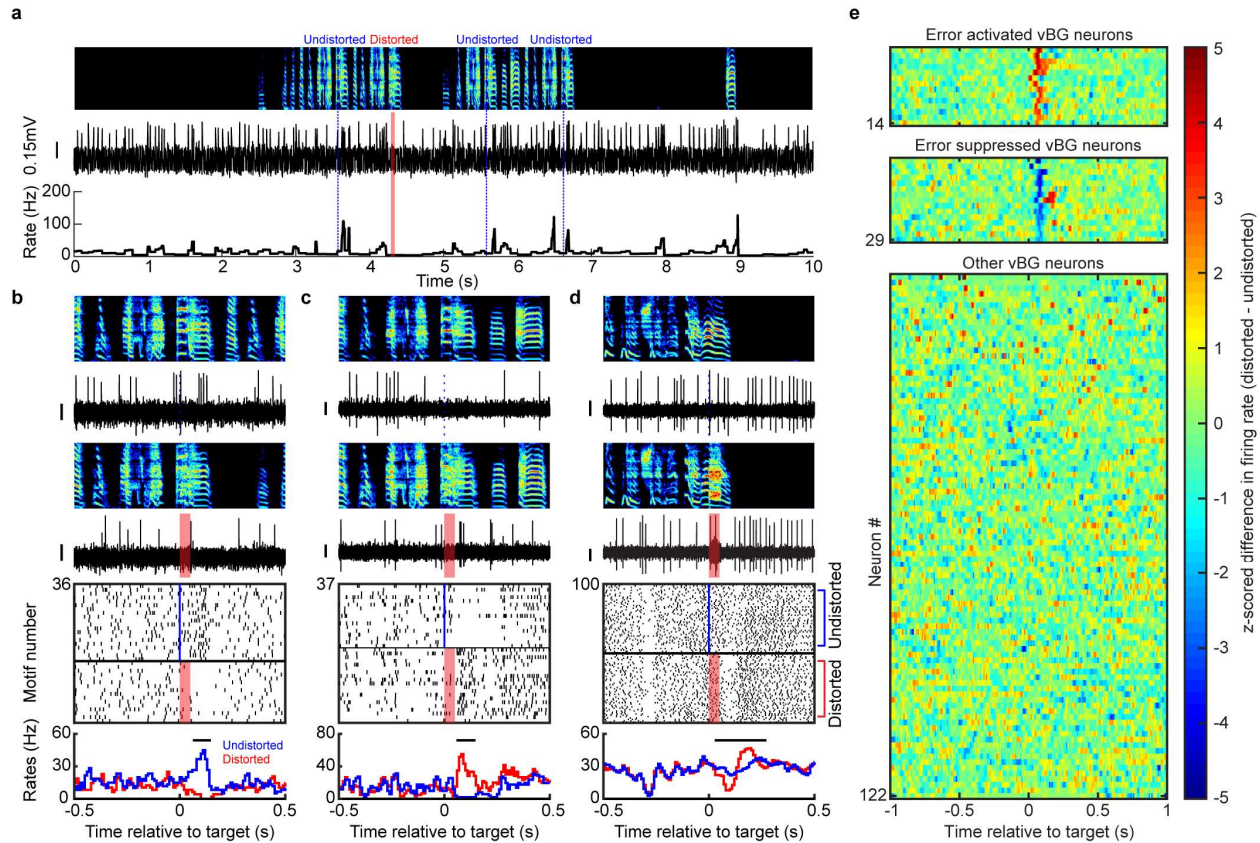 a
Undistorted Distorted Undistorted Undistorted
0.15mV
Rate (Hz)
200
100
0
0 1 2 3 4 5 6 7 8 9 10
Time (s)
b
c
d
Motif number
36
37
100
Undistorted
Distorted
Rates (Hz)
60
30
0
Undistorted
Distorted
80
40
0
60
30
0
-0.5 0 0.5
-0.5 0 0.5
-0.5 0 0.5
Time relative to target (s)
Time relative to target (s)
Time relative to target (s)
e
Error activated vBG neurons
14
Error suppressed vBG neurons
29
Other vBG neurons
Neuron #
122
-1 -0.5 0 0.5 1
Time relative to target (s)
5
4
3
2
1
0
-1
-2
-3
-4
-5
z-scored difference in firing rate (distorted - undistorted)